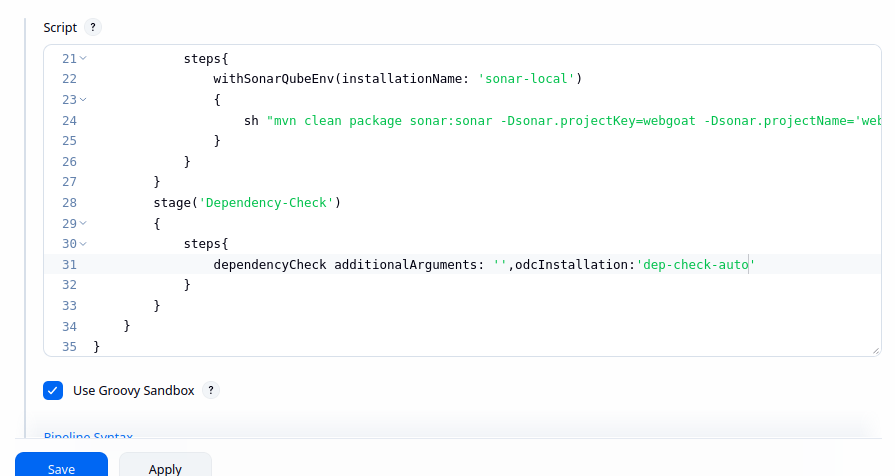 Script ?
21 steps{
22 withSonarQubeEnv(installationName: 'sonar-local')
23 {
24 sh "mvn clean package sonar:sonar -Dsonar.projectKey=webgoat -Dsonar.projectName='web
25 }
26 }
27 }
28 stage('Dependency-Check')
29 {
30 steps{
31 dependencyCheck additionalArguments: '',odcInstallation:'dep-check-auto'
32 }
33 }
34 }
35 }
Use Groovy Sandbox ?
Pipeline Syntax
Save Apply